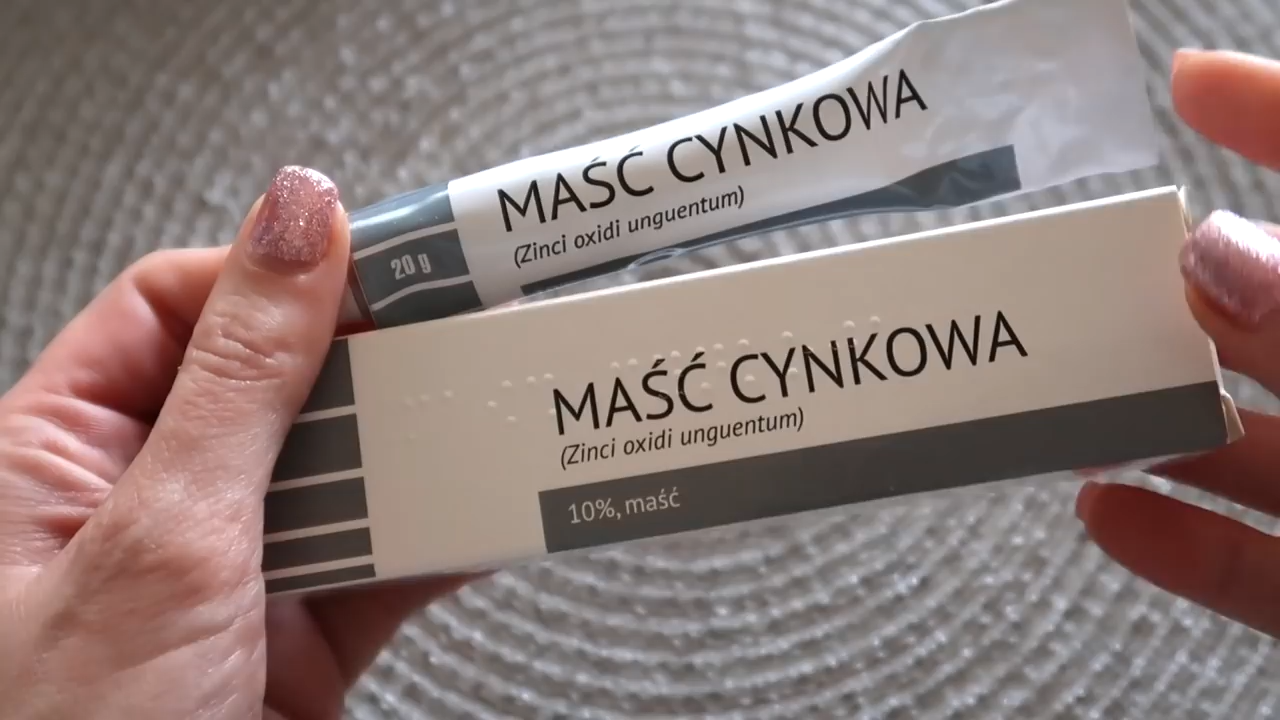 MAŚĆ CYNKOWA
(Zinci oxidi unguentum)
20 g
MAŚĆ CYNKOWA
(Zinci oxidi unguentum)
10%, maść